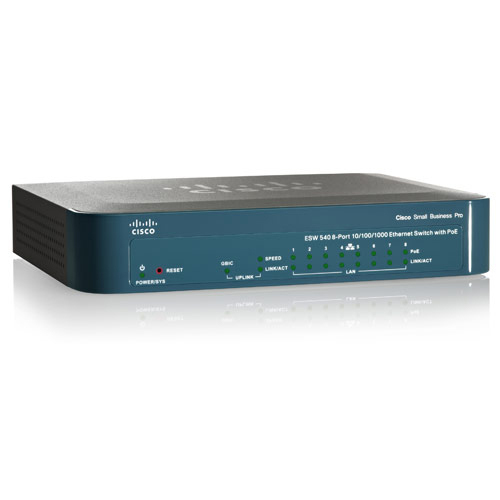 Cisco Small Business Pro
CISCO
ESW 540 8-Port 10/100/1000 Ethernet Switch with PoE
1 2 3 4 5 6 7 8
GBIC SPEED PoE
RESET LINK/ACT LINK/ACT
POWER/SYS UPLINK LAN